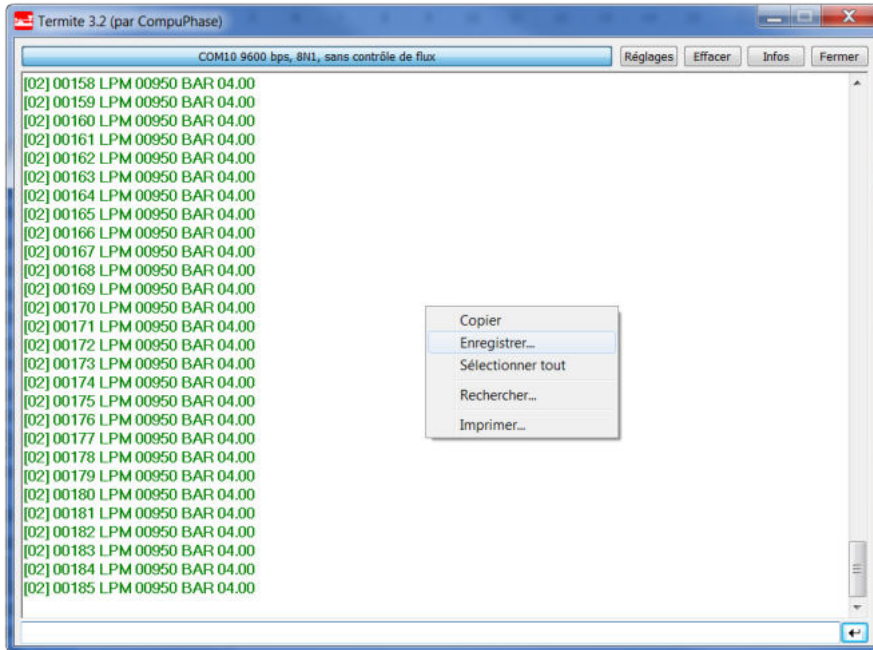 Termite 3.2 (par CompuPhase)
COM10 9600 bps, 8N1, sans contrôle de flux
Réglages
Effacer
Infos
Fermer
[02] 00158 LPM 00950 BAR 04.00
[02] 00159 LPM 00950 BAR 04.00
[02] 00160 LPM 00950 BAR 04.00
[02] 00161 LPM 00950 BAR 04.00
[02] 00162 LPM 00950 BAR 04.00
[02] 00163 LPM 00950 BAR 04.00
[02] 00164 LPM 00950 BAR 04.00
[02] 00165 LPM 00950 BAR 04.00
[02] 00166 LPM 00950 BAR 04.00
[02] 00167 LPM 00950 BAR 04.00
[02] 00168 LPM 00950 BAR 04.00
[02] 00169 LPM 00950 BAR 04.00
[02] 00170 LPM 00950 BAR 04.00
[02] 00171 LPM 00950 BAR 04.00
[02] 00172 LPM 00950 BAR 04.00
[02] 00173 LPM 00950 BAR 04.00
[02] 00174 LPM 00950 BAR 04.00
[02] 00175 LPM 00950 BAR 04.00
[02] 00176 LPM 00950 BAR 04.00
[02] 00177 LPM 00950 BAR 04.00
[02] 00178 LPM 00950 BAR 04.00
[02] 00179 LPM 00950 BAR 04.00
[02] 00180 LPM 00950 BAR 04.00
[02] 00181 LPM 00950 BAR 04.00
[02] 00182 LPM 00950 BAR 04.00
[02] 00183 LPM 00950 BAR 04.00
[02] 00184 LPM 00950 BAR 04.00
[02] 00185 LPM 00950 BAR 04.00
Copier
Enregistrer...
Sélectionner tout
Rechercher...
Imprimer...